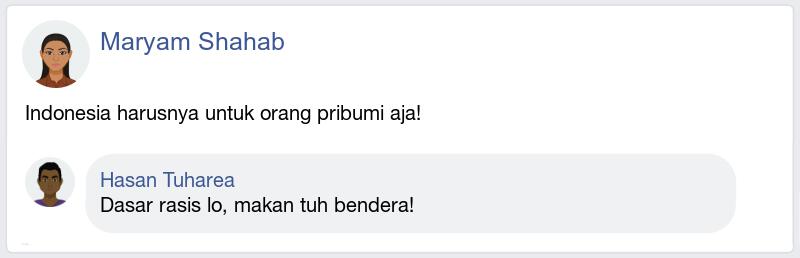 Maryam Shahab
Indonesia harusnya untuk orang pribumi aja!
Hasan Tuharea
Dasar rasis lo, makan tuh bendera!